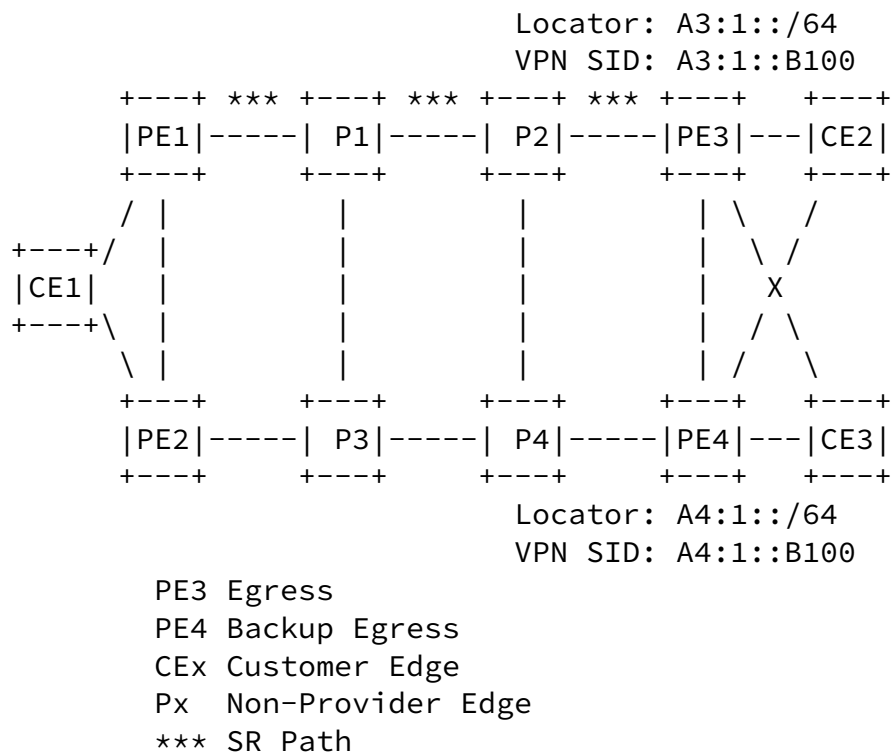 Locator: A3:1::/64
VPN SID: A3:1::B100
+---+ *** +---+ *** +---+ *** +---+   +---+
|PE1|-----| P1|-----| P2|-----|PE3|---|CE2|
+---+     +---+     +---+     +---+   +---+
/ |         |         |         | \   /
+---+/  |         |         |         |  \ /
|CE1|   |         |         |         |   X
+---+\  |         |         |         |  / \
\ |         |         |         | /   \
+---+     +---+     +---+     +---+   +---+
|PE2|-----| P3|-----| P4|-----|PE4|---|CE3|
+---+     +---+     +---+     +---+   +---+
Locator: A4:1::/64
VPN SID: A4:1::B100
PE3 Egress
PE4 Backup Egress
CEx Customer Edge
Px  Non-Provider Edge
*** SR Path